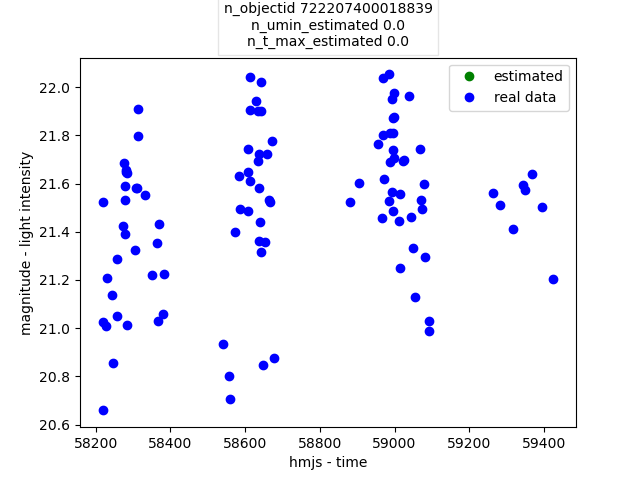 n_objectid 722207400018839
n_umin_estimated 0.0
n_t_max_estimated 0.0
estimated
real data
22.0
21.8
21.6
21.4
21.2
21.0
20.8
20.6
magnitude - light intensity
58200 58400 58600 58800 59000 59200 59400
hmjs - time